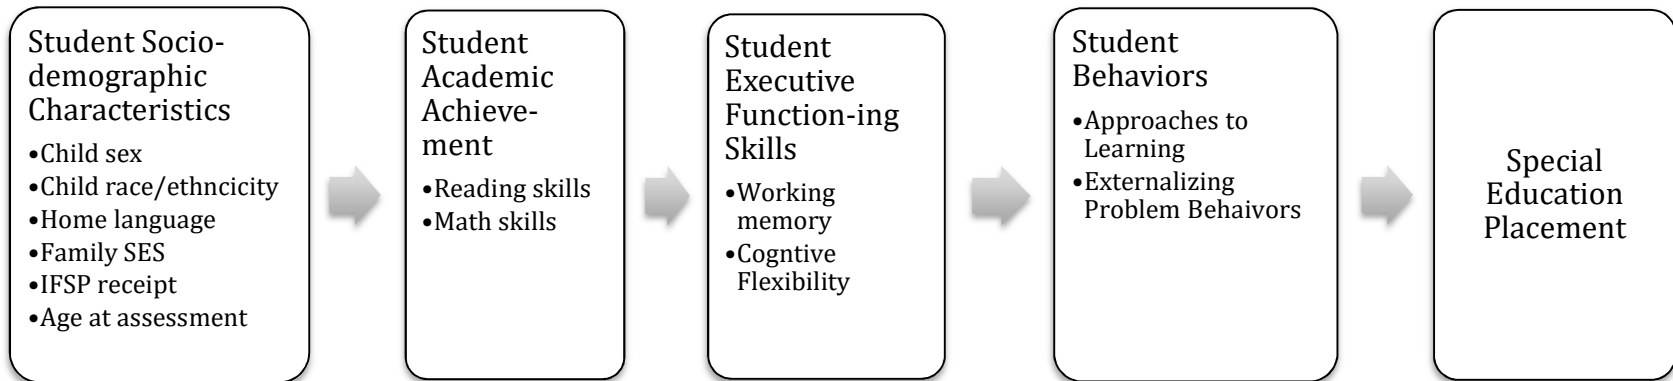 Student Socio-
demographic
Characteristics
•Child sex
•Child race/ethncicity
•Home language
•Family SES
•IFSP receipt
•Age at assessment
Student
Academic
Achieve-
ment
•Reading skills
•Math skills
Student
Executive
Function-ing
Skills
•Working
memory
•Cogntive
Flexibility
Student
Behaviors
•Approaches to
Learning
•Externalizing
Problem Behaivors
Special
Education
Placement